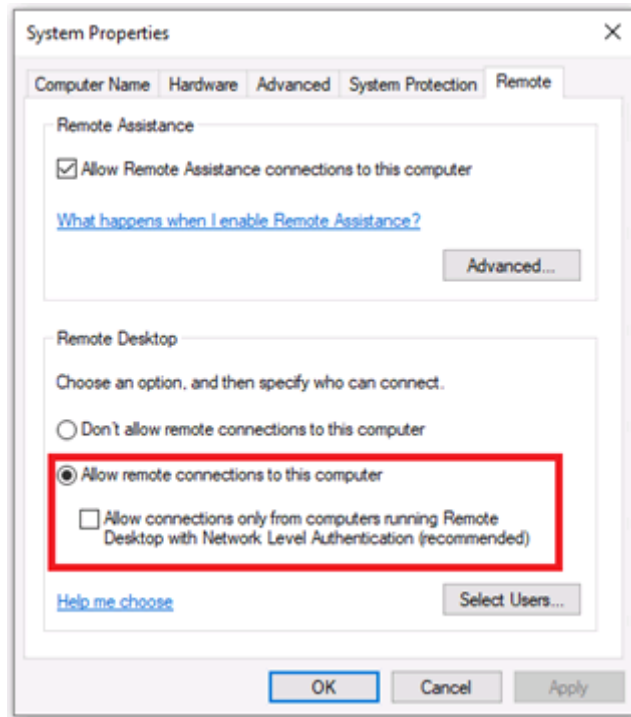 System Properties
Computer Name Hardware Advanced System Protection Remote
Remote Assistance
Allow Remote Assistance connections to this computer
What happens when I enable Remote Assistance?
Advanced...
Remote Desktop
Choose an option, and then specify who can connect.
Don't allow remote connections to this computer
Allow remote connections to this computer
Allow connections only from computers running Remote
Desktop with Network Level Authentication (recommended)
Help me choose
Select Users...
OK Cancel Apply